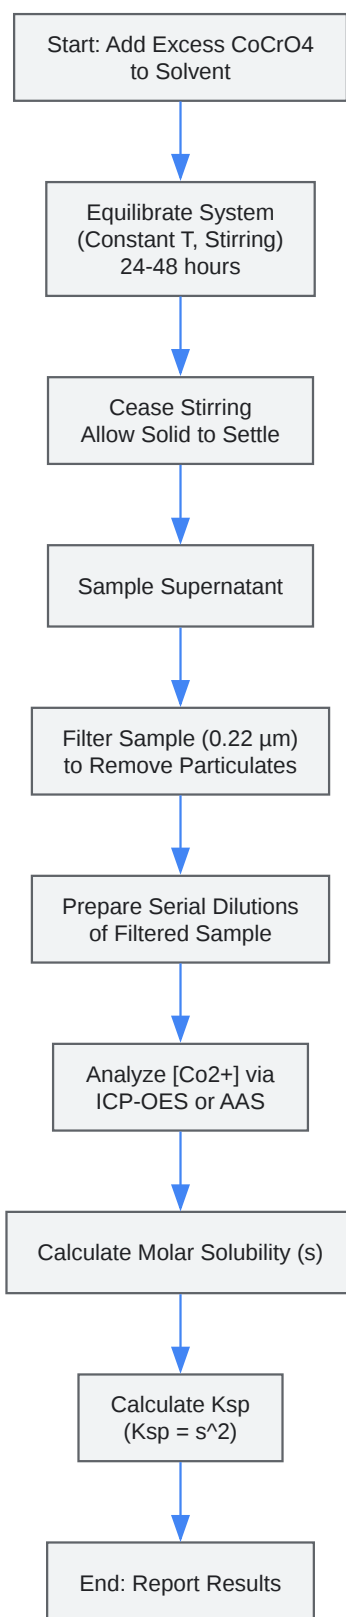 Start: Add Excess CoCrO4
to Solvent
Equilibrate System
(Constant T, Stirring)
24-48 hours
Cease Stirring
Allow Solid to Settle
Sample Supernatant
Filter Sample (0.22 µm)
to Remove Particulates
Prepare Serial Dilutions
of Filtered Sample
Analyze [Co2+] via
ICP-OES or AAS
Calculate Molar Solubility (s)
Calculate Ksp
(Ksp = s^2)
End: Report Results